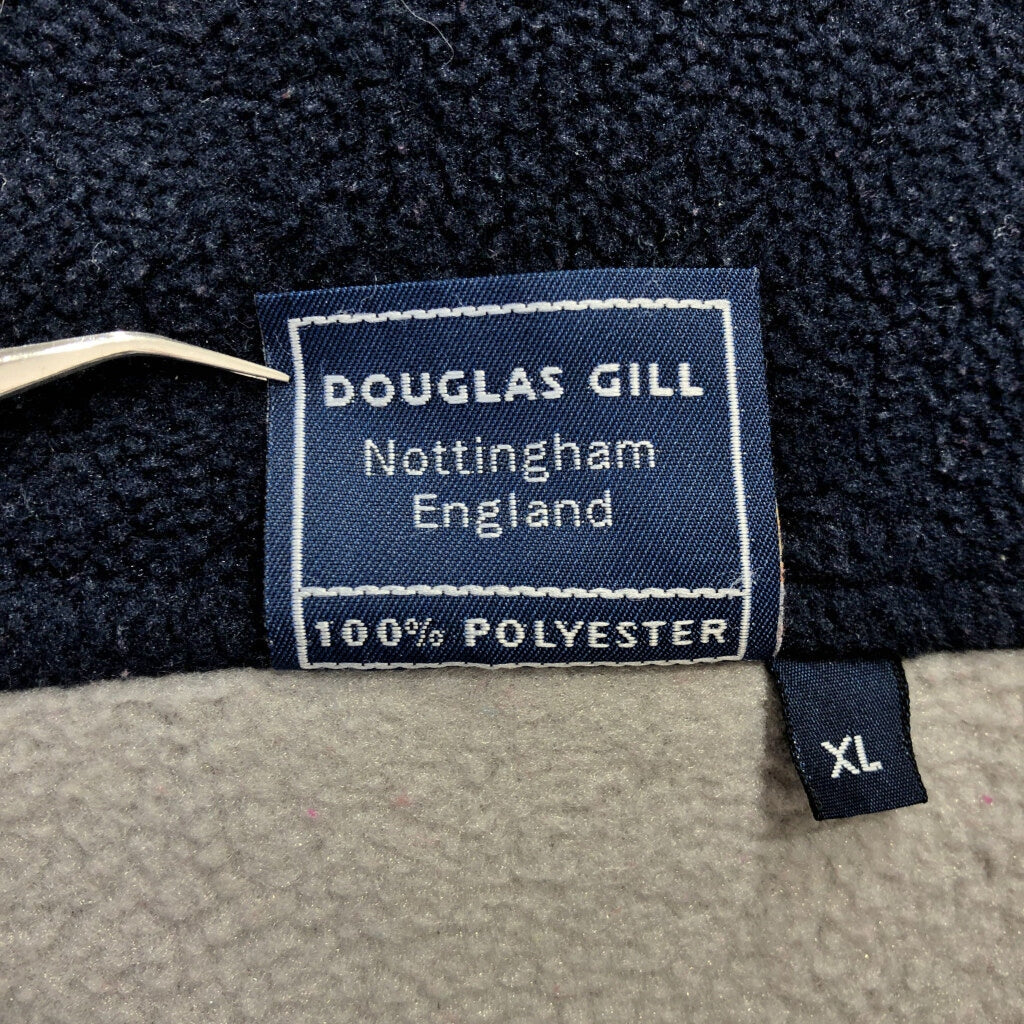 DOUGLAS GILL
Nottingham
England
100% POLYESTER
XL